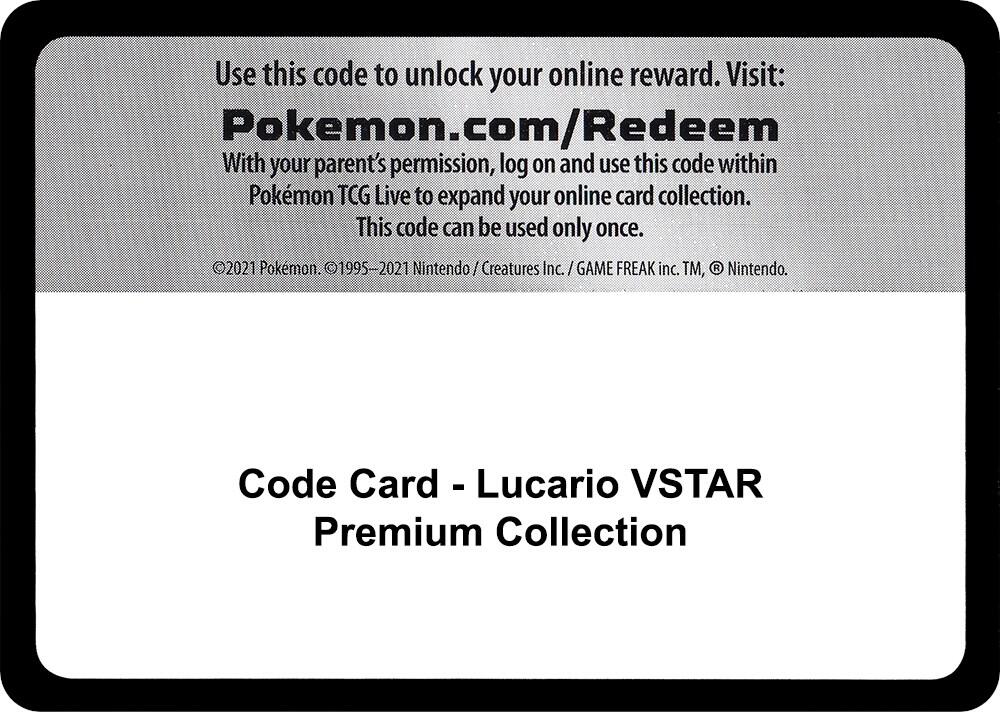 Use this code to unlock your online reward. Visit:
Pokemon.com/Redeem
With your parent's permission, log on and use this code within
Pokémon TCG Live to expand your online card collection.
This code can be used only once.
©2021 Pokémon. ©1995–2021 Nintendo / Creatures Inc. / GAME FREAK inc. TM, ® Nintendo.
Code Card - Lucario VSTAR
Premium Collection